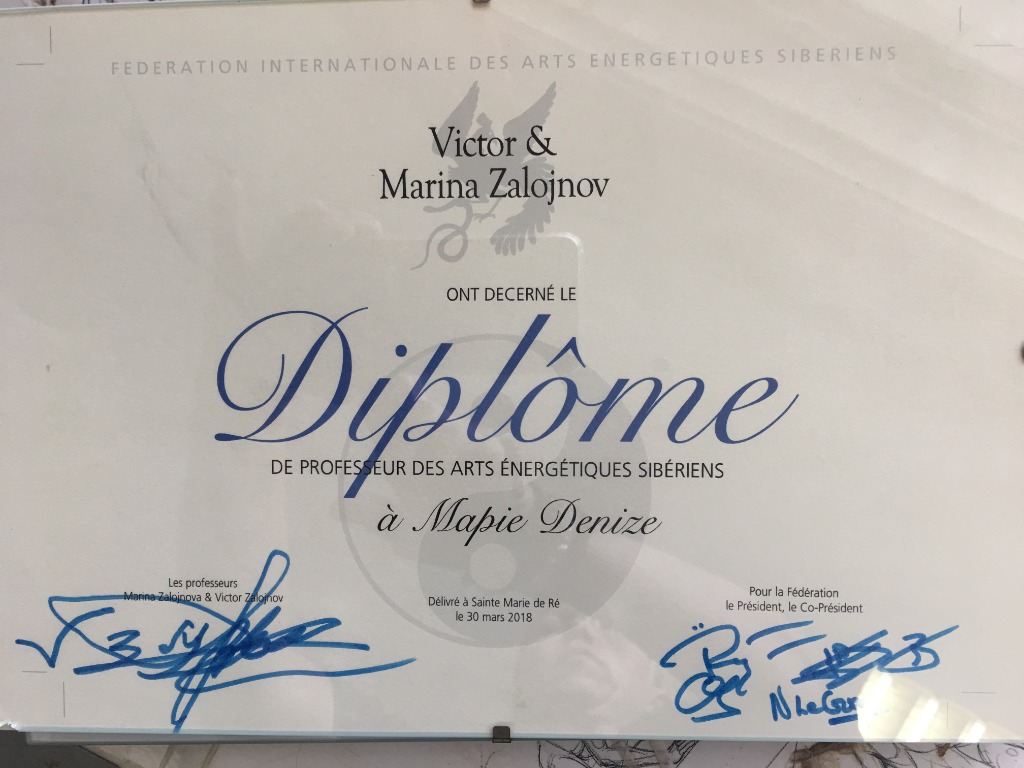 FEDERATION INTERNATIONALE DES ARTS ENERGETIQUES SIBERIENS
Victor &
Marina Zalojnov
ONT DECERNÉ LE
Diplôme
DE PROFESSEUR DES ARTS ÉNERGÉTIQUES SIBÉRIENS
à Mapie Denize
Les professeurs
Marina Zalojnova & Victor Zalojnov
Délivré à Sainte Marie de Ré
le 30 mars 2018
Pour la Fédération
le Président, le Co-Président